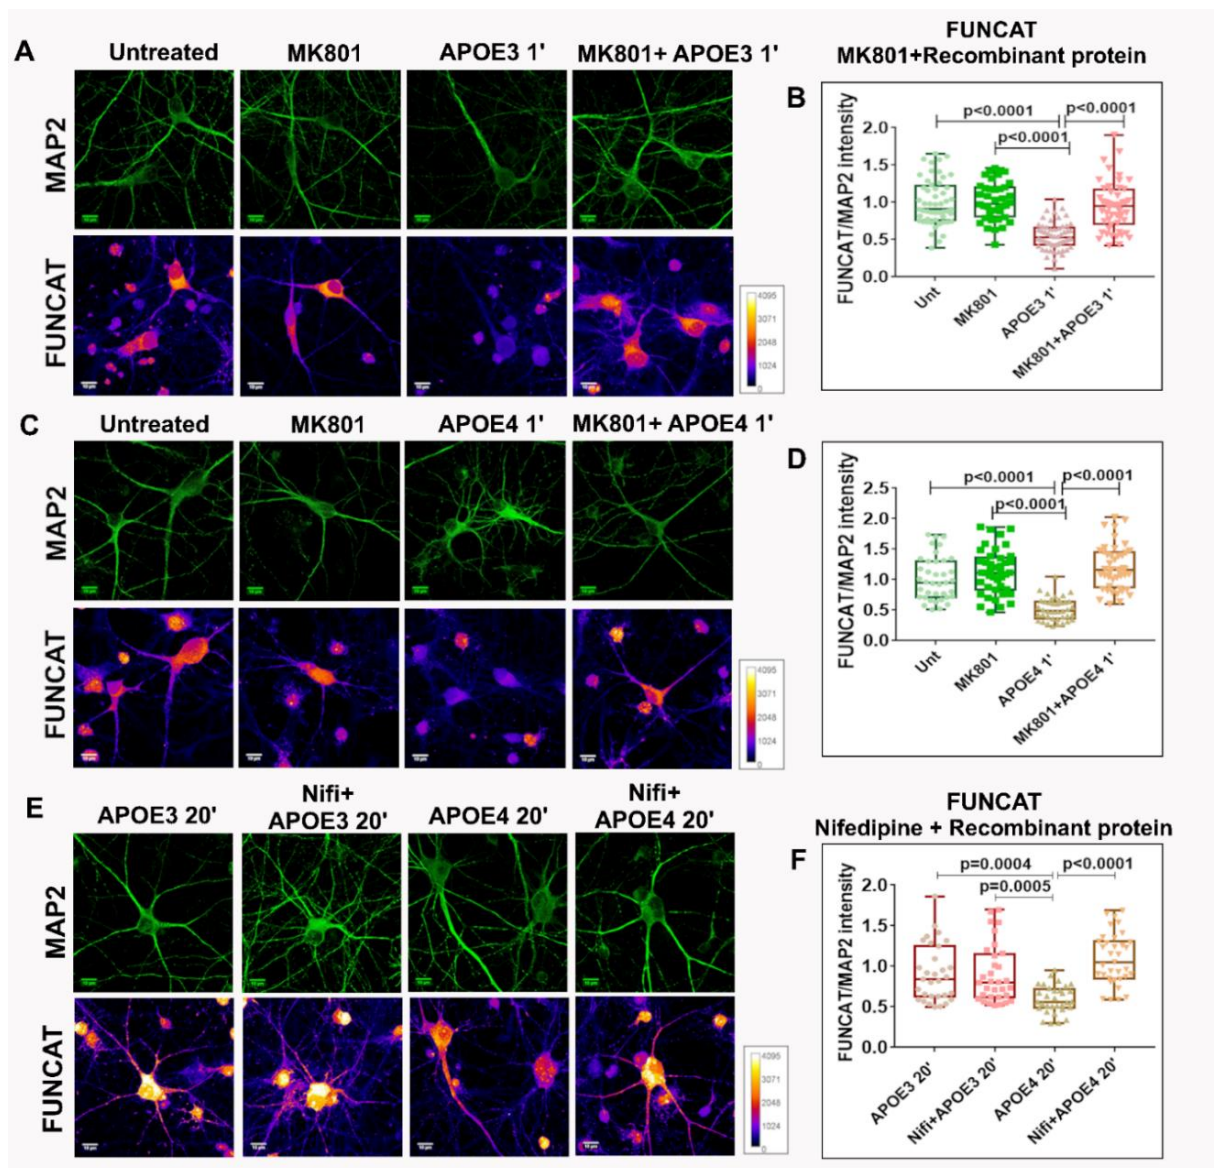 A
Untreated
MK801
APOE3 1'
MK801+ APOE3 1'
MAP2
FUNCAT
4095
3071
2048
1024
0
FUNCAT
MK801+Recombinant protein
B
p<0.0001
p<0.0001
p<0.0001
FUNCAT/MAP2 intensity
2.0
1.5
1.0
0.5
0.0
Unt
MK801
APOE3 1'
MK801+APOE3 1'
C
Untreated
MK801
APOE4 1'
MK801+ APOE4 1'
MAP2
FUNCAT
4095
3071
2048
1024
0
D
p<0.0001
p<0.0001
p<0.0001
FUNCAT/MAP2 intensity
2.5
2.0
1.5
1.0
0.5
0.0
Unt
MK801
APOE4 1'
MK801+APOE4 1'
E
APOE3 20'
Nifi+
APOE3 20'
APOE4 20'
Nifi+
APOE4 20'
MAP2
FUNCAT
4095
3071
2048
1024
0
FUNCAT
Nifedipine + Recombinant protein
F
p=0.0004
p<0.0001
p=0.0005
FUNCAT/MAP2 intensity
2.0
1.5
1.0
0.5
0.0
APOE3 20'
Nifi+APOE3 20'
APOE4 20'
Nifi+APOE4 20'